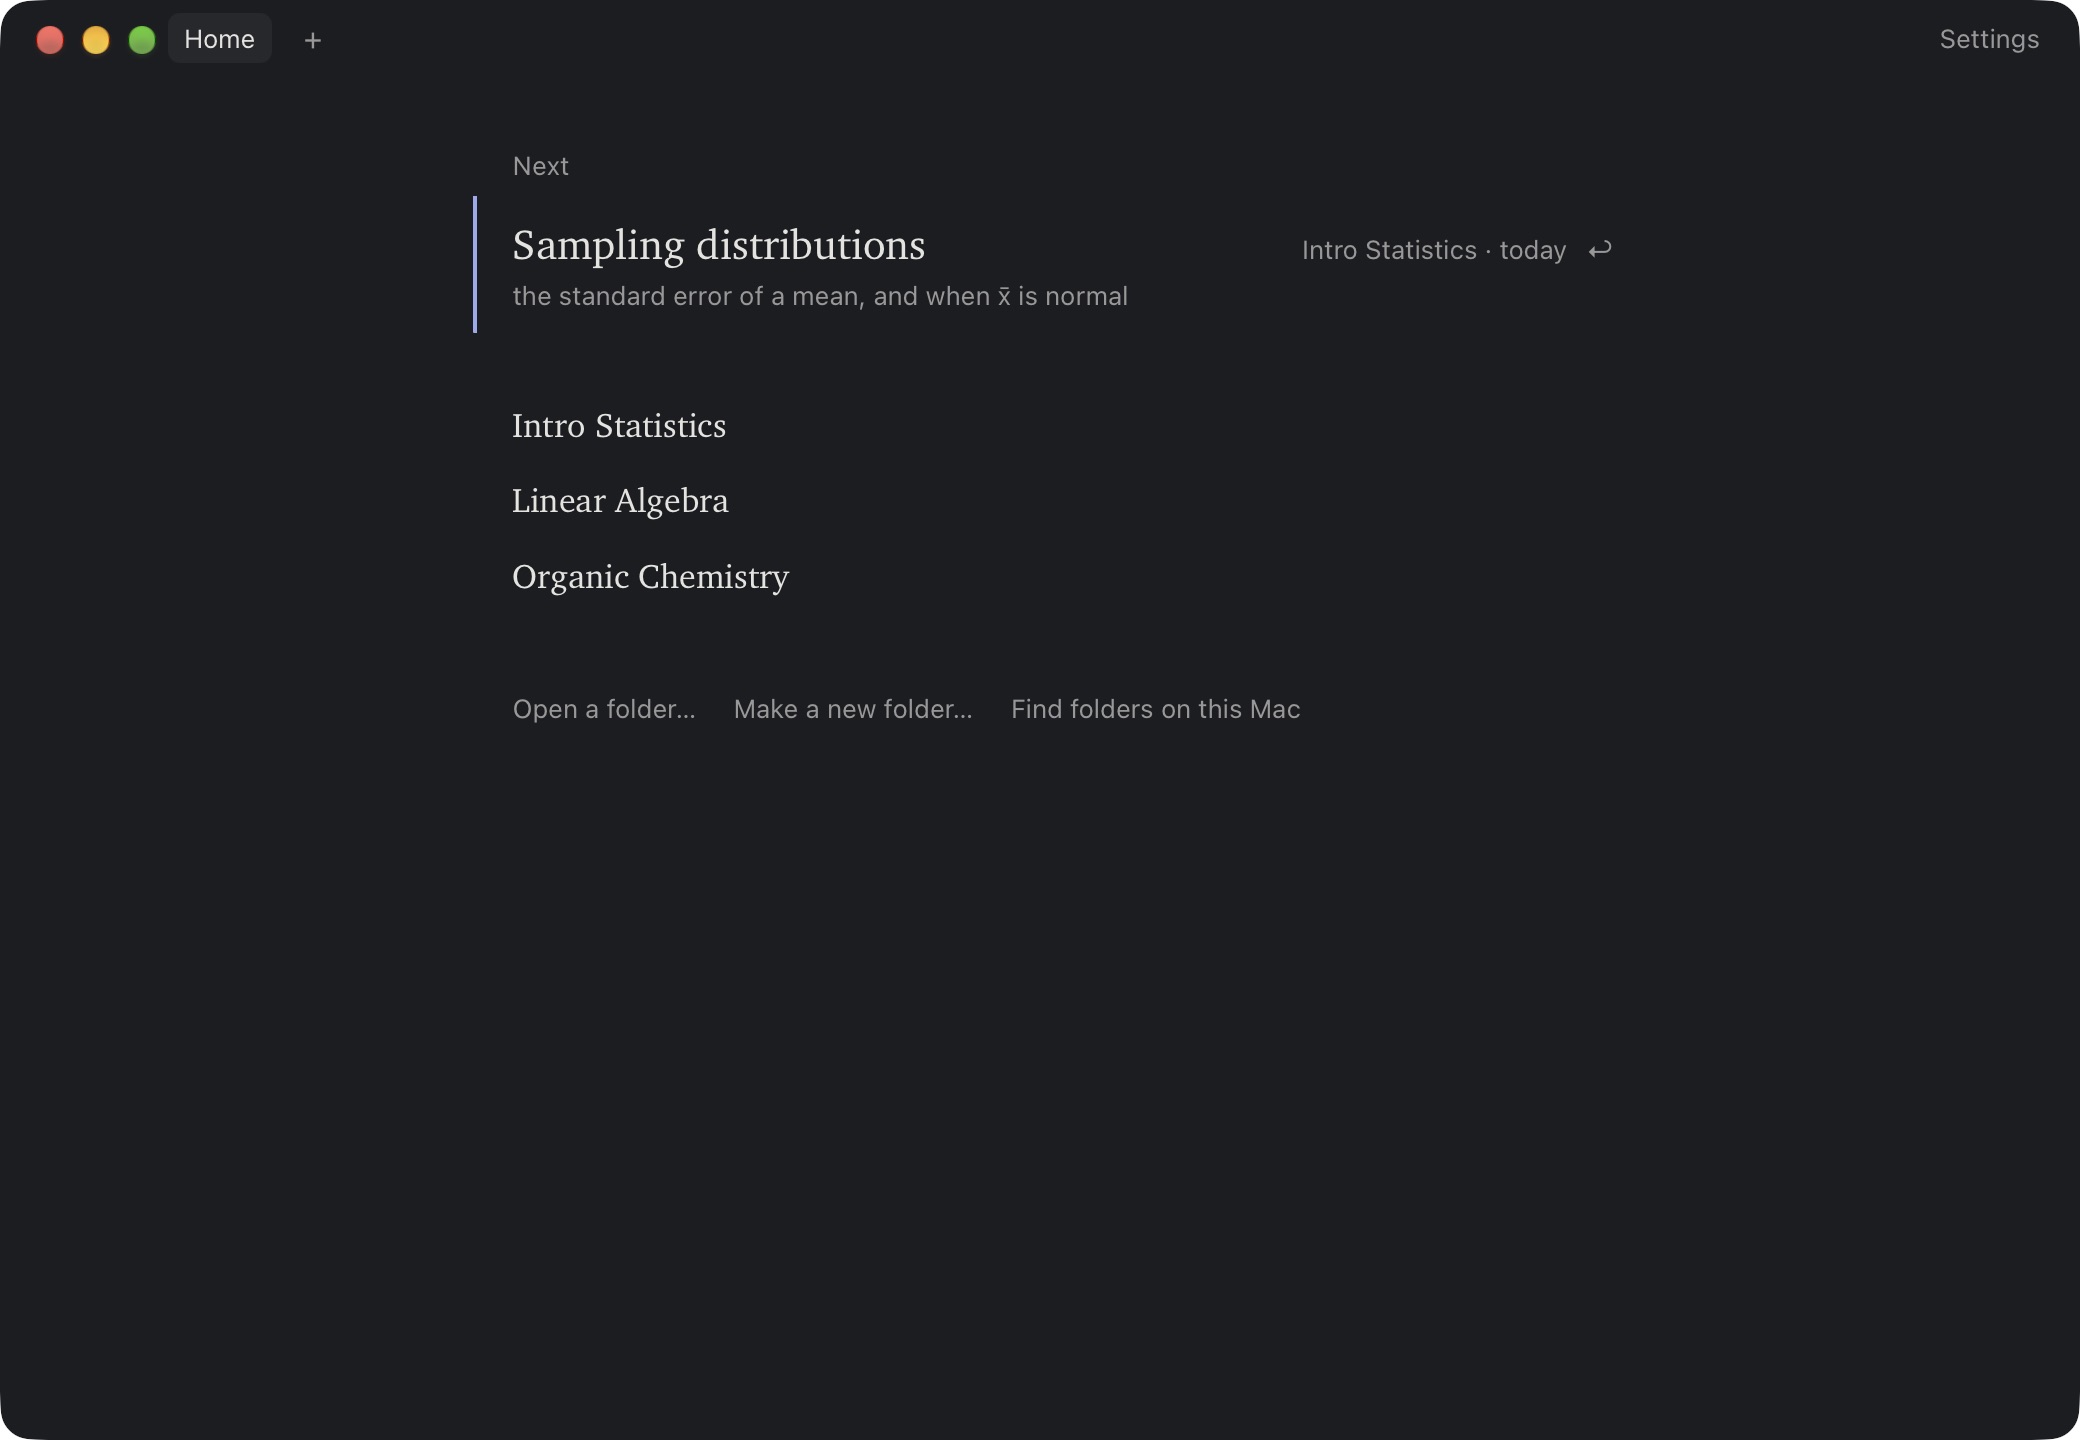 Home +
Settings
Next
Sampling distributions
Intro Statistics · today
the standard error of a mean, and when x̄ is normal
Intro Statistics
Linear Algebra
Organic Chemistry
Open a folder... Make a new folder... Find folders on this Mac